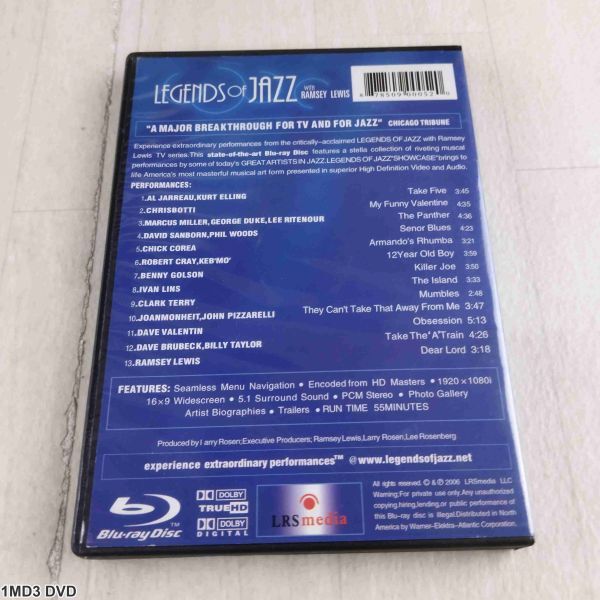 LEGENDS OF JAZZ WITH RAMSEY LEWIS
8 78509 00052 0
"A MAJOR BREAKTHROUGH FOR TV AND FOR JAZZ" CHICAGO TRIBUNE
Experience extraordinary performances from the critically-acclaimed LEGENDS OF JAZZ with Ramsey
Lewis TV series.This state-of-the-art Blu-ray Disc features a stella collection of riveting muscal
performances by some of today's GREAT ARTISTS IN JAZZ.LEGENDS OF JAZZ"SHOWCASE"brings to
life America's most masterful musical art form presented in superior High Definition Video and Audio.
PERFORMANCES:
1.AL JARREAU,KURT ELLING Take Five 3:45
2.CHRISBOTTI My Funny Valentine 4:35
3.MARCUS MILLER, GEORGE DUKE,LEE RITENOUR The Panther 4:36
4.DAVID SANBORN,PHIL WOODS Senor Blues 4:23
5.CHICK COREA Armando's Rhumba 3:21
6.ROBERT CRAY,KEB'MO' 12Year Old Boy 3:59
7.BENNY GOLSON Killer Joe 3:50
8.IVAN LINS The Island 3:33
9.CLARK TERRY Mumbles 2:48
10.JOANMONHEIT,JOHN PIZZARELLI They Can't Take That Away From Me 3:47
11.DAVE VALENTIN Obsession 5:13
12.DAVE BRUBECK,BILLY TAYLOR Take The"A"Train 4:26
13.RAMSEY LEWIS Dear Lord 3:18
FEATURES: Seamless Menu Navigation • Encoded from HD Masters • 1920×1080i
16×9 Widescreen • 5.1 Surround Sound • PCM Stereo • Photo Gallery
Artist Biographies • Trailers • RUN TIME 55MINUTES
Produced by Larry Rosen;Executive Producers; Ramsey Lewis,Larry Rosen,Lee Rosenberg
experience extraordinary performances™ @www.legendsofjazz.net
Blu-ray Disc™
DOLBY
TRUEHD
DOLBY
DIGITAL
LRSmedia
All rights reserved. © & ℗ 2006 LRSmedia LLC
Warning;For private use only.Any unauthorized
copying,hiring,lending,or public performance of
this Blu-ray disc is illegal.Distributed in North
America by Warner-Elektra-Atlantic Corporation.
1MD3 DVD